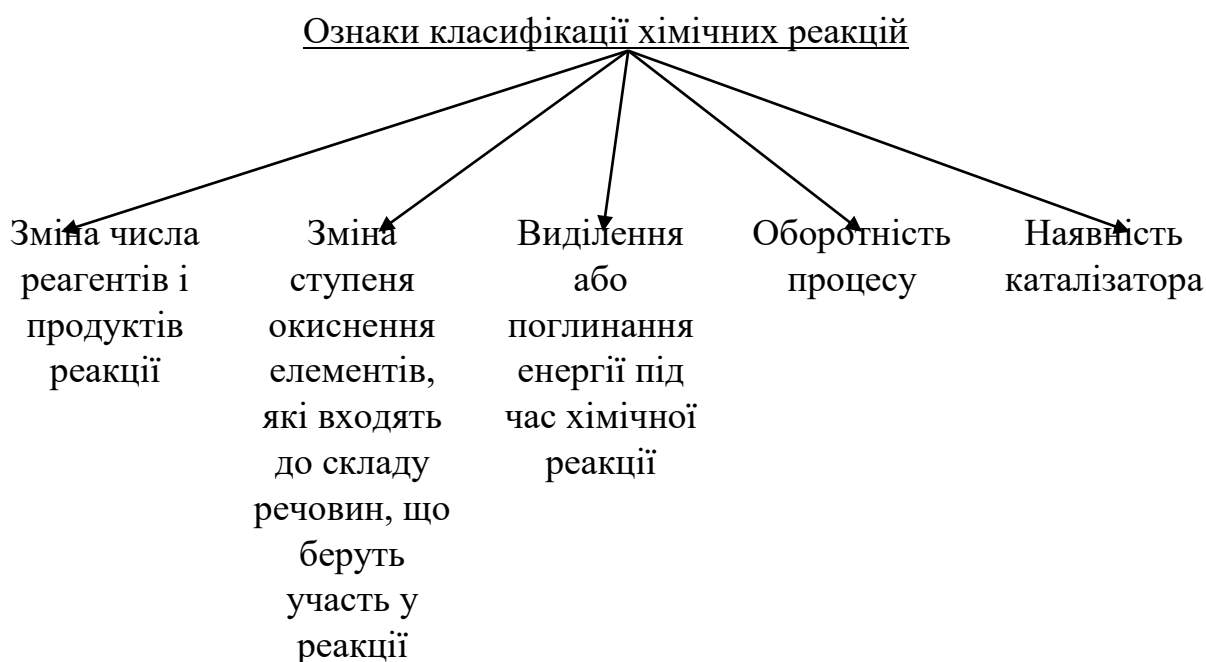 Ознаки класифікації хімічних реакцій
Зміна числа
реагентів і
продуктів
реакції
Зміна
ступеня
окиснення
елементів,
які входять
до складу
речовин, що
беруть
участь у
реакції
Виділення
або
поглинання
енергії під
час хімічної
реакції
Оборотність
процесу
Наявність
каталізатора